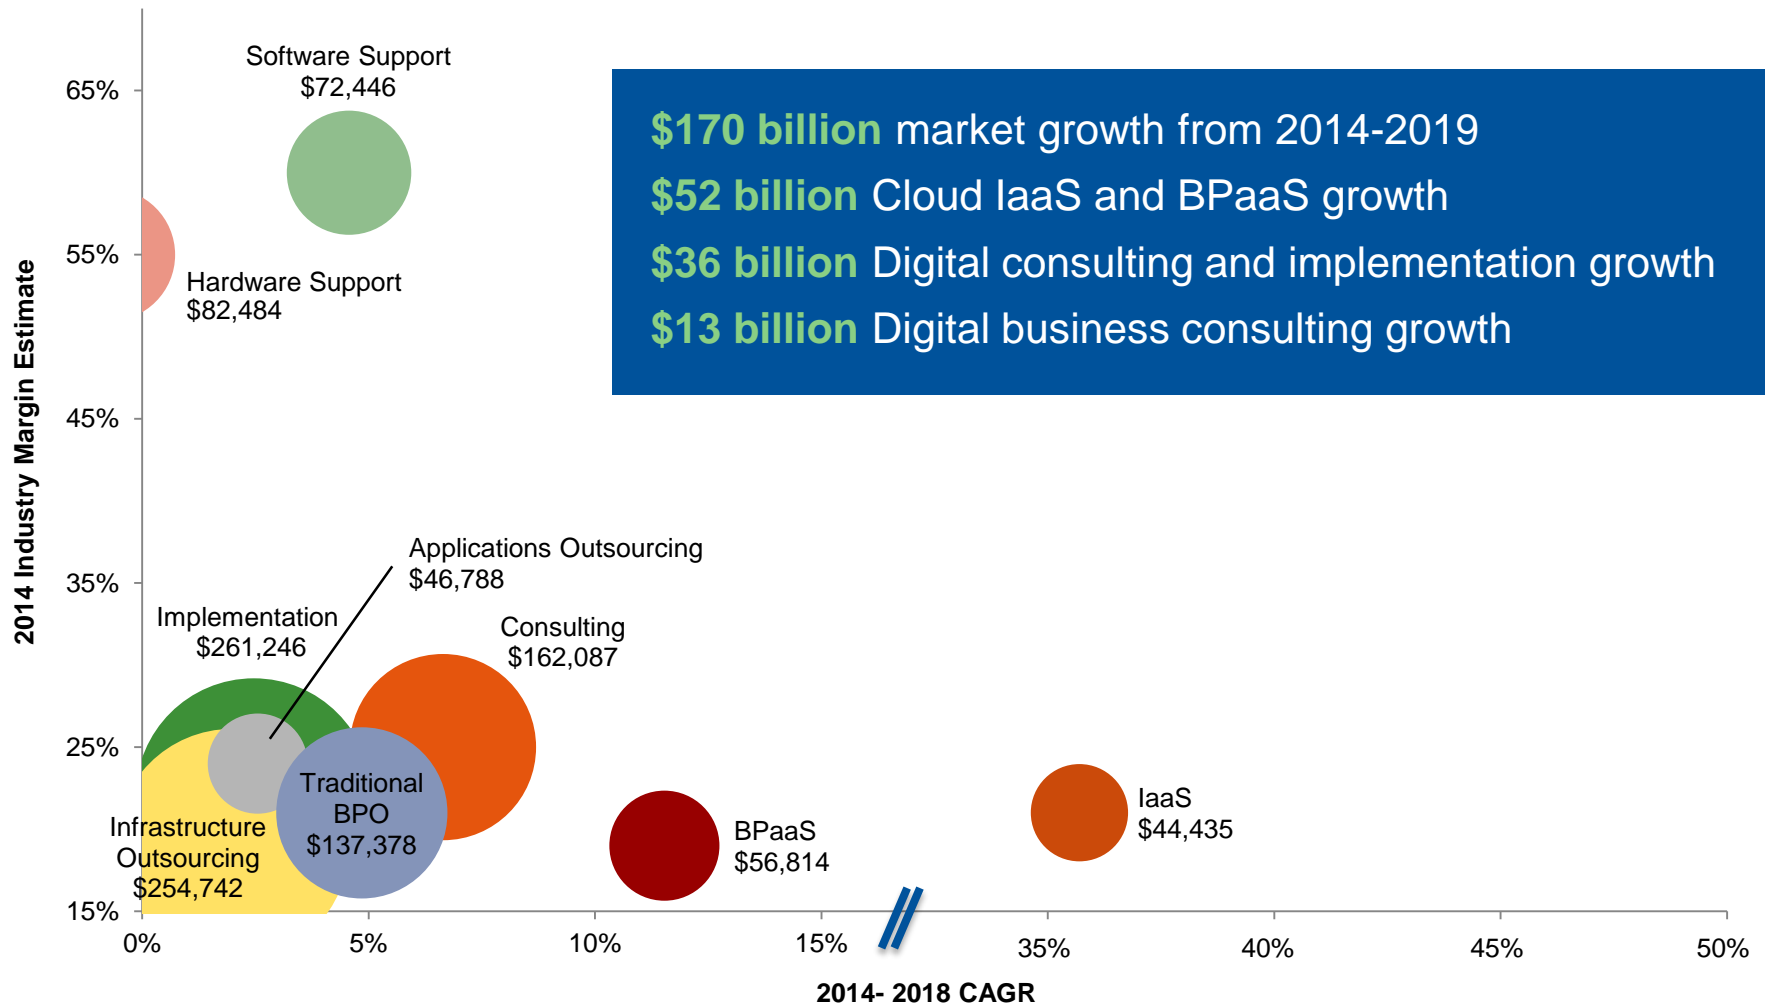 Software Support
$72,446
65%
$170 billion market growth from 2014-2019
$52 billion Cloud IaaS and BPaaS growth
$36 billion Digital consulting and implementation growth
$13 billion Digital business consulting growth
55%
Hardware Support
$82,484
45%
2014 Industry Margin Estimate
Applications Outsourcing
$46,788
35%
Implementation
$261,246
Consulting
$162,087
25%
Traditional
BPO
$137,378
Infrastructure
Outsourcing
$254,742
BPaaS
$56,814
IaaS
$44,435
15%
0%
5%
10%
15%
35%
40%
45%
50%
2014- 2018 CAGR